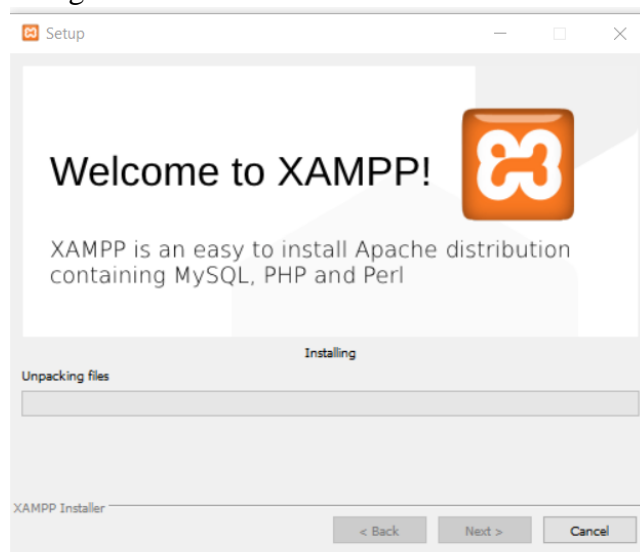 Setup
Welcome to XAMPP!
XAMPP is an easy to install Apache distribution
containing MySQL, PHP and Perl
Installing
Unpacking files
XAMPP Installer
< Back
Next >
Cancel